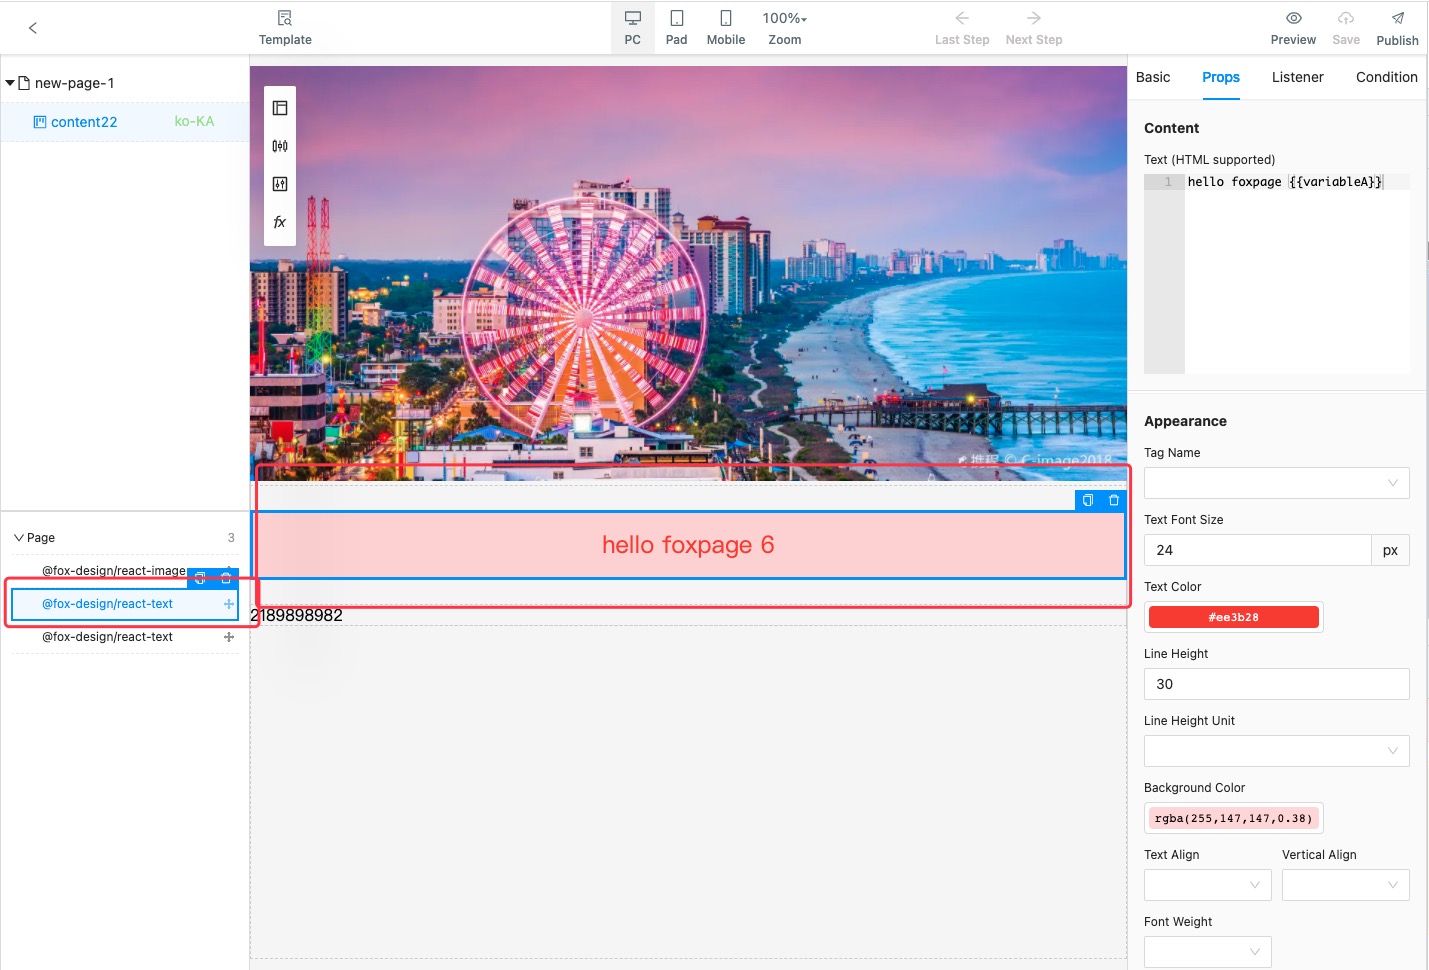 Template
PC
Pad
Mobile
100%
Zoom
Last Step
Next Step
Preview
Save
Publish
new-page-1
content22
ko-KA
Page
3
@fox-design/react-image
@fox-design/react-text
@fox-design/react-text
fx
携程 © C-image2018
hello foxpage 6
2189898982
Basic
Props
Listener
Condition
Content
Text (HTML supported)
1
hello foxpage {{variableA}}
Appearance
Tag Name
Text Font Size
24
px
Text Color
#ee3b28
Line Height
30
Line Height Unit
Background Color
rgba(255,147,147,0.38)
Text Align
Vertical Align
Font Weight